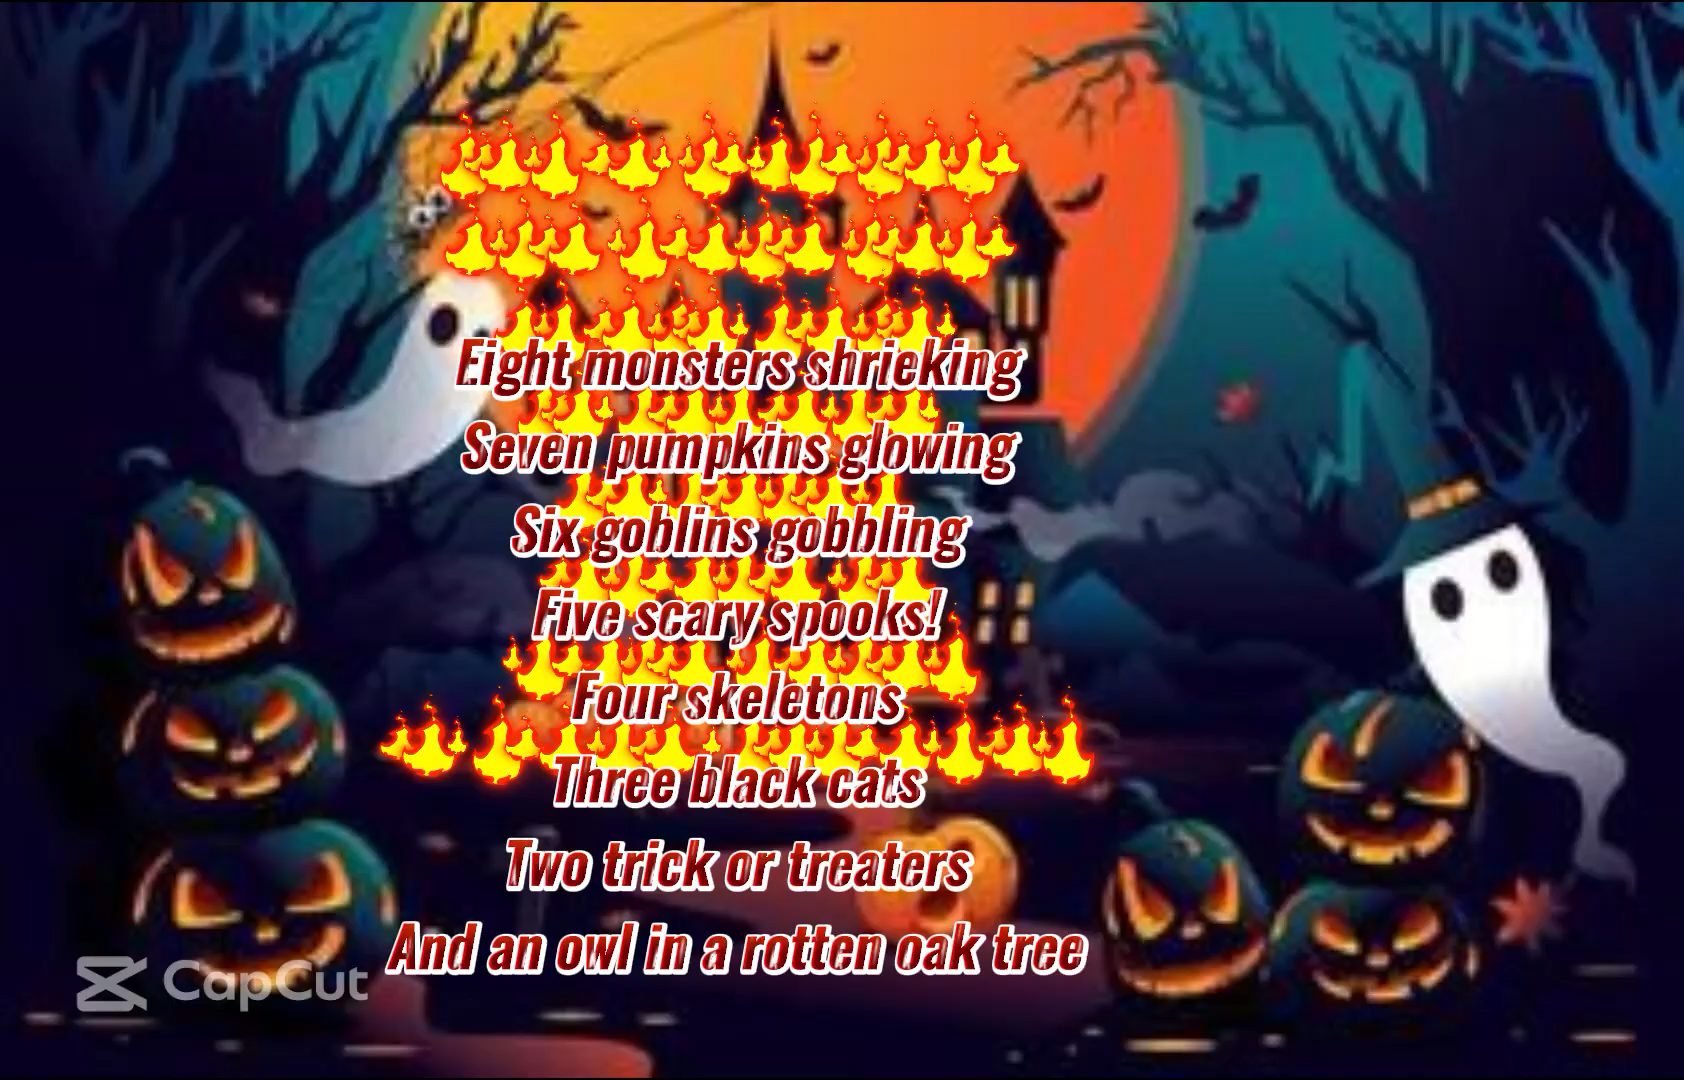 Eight monsters shrieking
Seven pumpkins glowing
Six goblins gobbling
Five scary spooks!
Four skeletons
Three black cats
Two trick or treaters
And an owl in a rotten oak tree
CapCut